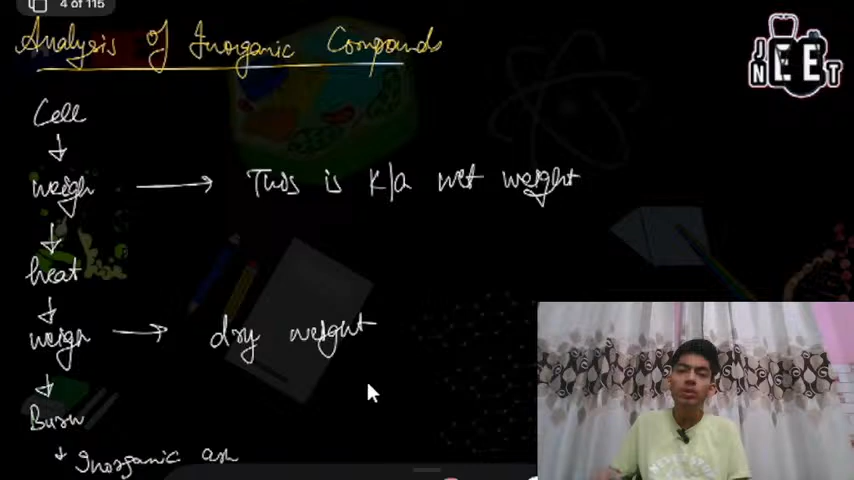 4 of 115
Analysis of Inorganic Compounds
JNEET
Cell
weigh → This is k/a wet weight
heat
weigh → dry weight
Burn
Inorganic ash